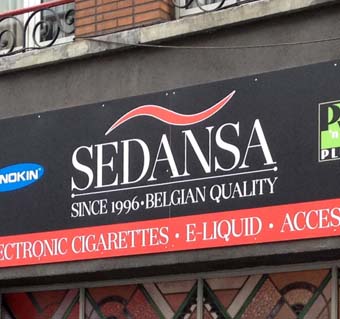 NOKIN
SEDANSA
SINCE 1996 • BELGIAN QUALITY
ECTRONIC CIGARETTES • E-LIQUID • ACCES